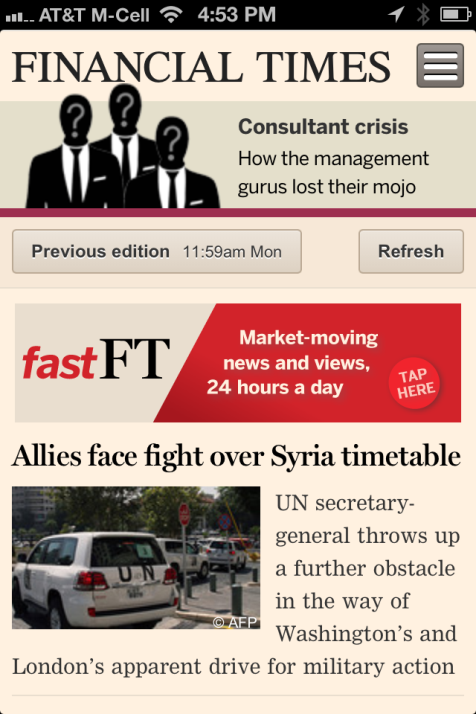 AT&T M-Cell 4:53 PM
FINANCIAL TIMES
? ? ?
Consultant crisis
How the management
gurus lost their mojo
Previous edition 11:59am Mon
Refresh
fastFT
Market-moving
news and views,
24 hours a day
TAP
HERE
Allies face fight over Syria timetable
UN
© AFP
UN secretary-
general throws up
a further obstacle
in the way of
Washington's and
London's apparent drive for military action